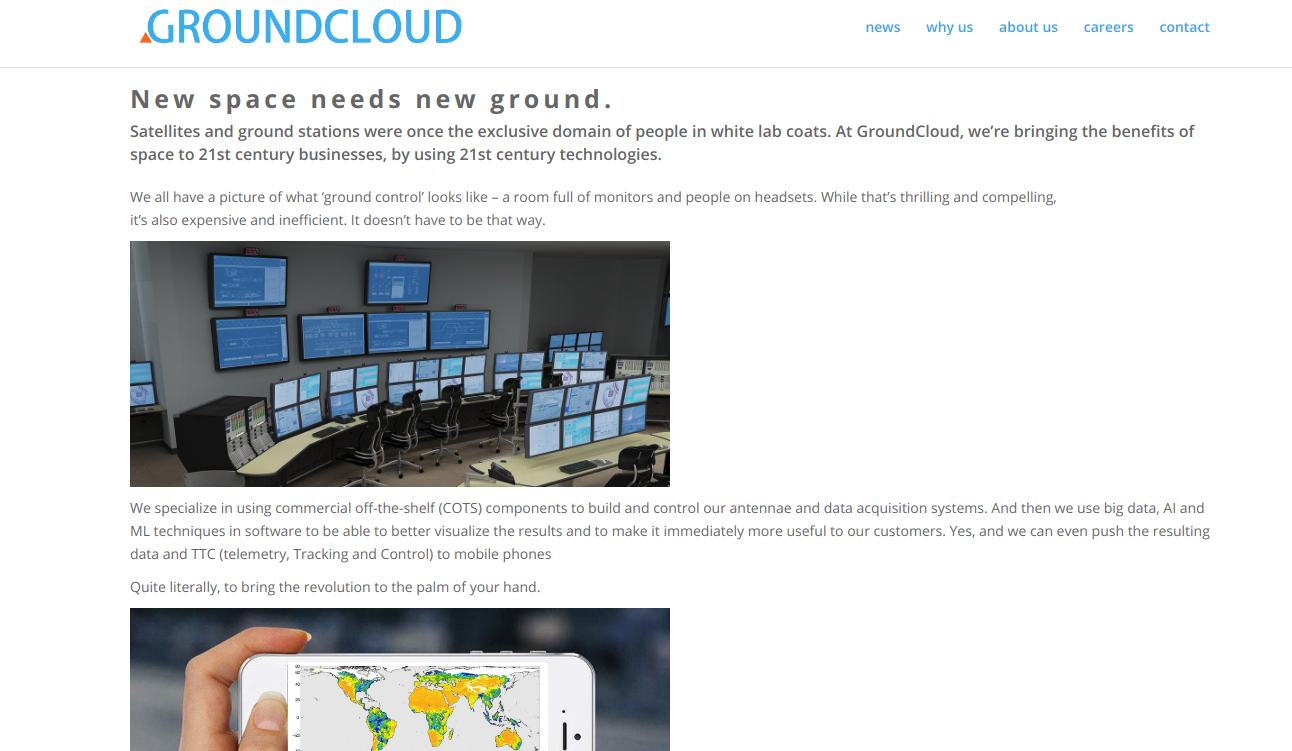 GROUNDCLOUD
news why us about us careers contact
New space needs new ground.
Satellites and ground stations were once the exclusive domain of people in white lab coats. At GroundCloud, we’re bringing the benefits of
space to 21st century businesses, by using 21st century technologies.
We all have a picture of what ‘ground control’ looks like – a room full of monitors and people on headsets. While that’s thrilling and compelling,
it’s also expensive and inefficient. It doesn’t have to be that way.
We specialize in using commercial off-the-shelf (COTS) components to build and control our antennae and data acquisition systems. And then we use big data, AI and
ML techniques in software to be able to better visualize the results and to make it immediately more useful to our customers. Yes, and we can even push the resulting
data and TTC (telemetry, Tracking and Control) to mobile phones
Quite literally, to bring the revolution to the palm of your hand.